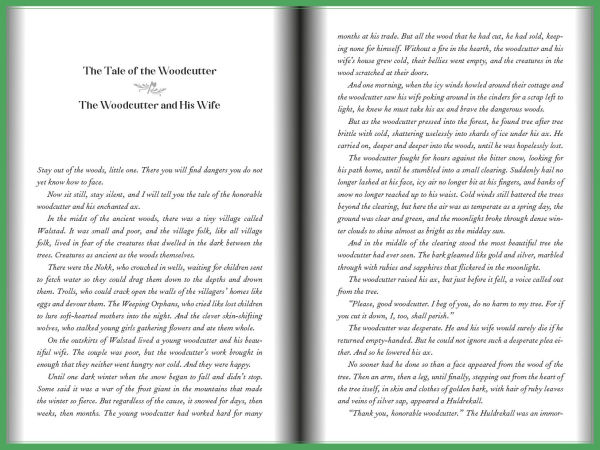 The Tale of the Woodcutter
The Woodcutter and His Wife
Stay out of the woods, little one. There you will find dangers you do not
yet know how to face.
Now sit still, stay silent, and I will tell you the tale of the honorable
woodcutter and his enchanted ax.
In the midst of the ancient woods, there was a tiny village called
Walstad. It was small and poor, and the village folk, like all village
folk, lived in fear of the creatures that dwelled in the dark between the
trees. Creatures as ancient as the woods themselves.
There were the Nokk, who crouched in wells, waiting for children sent
to fetch water so they could drag them down to the depths and drown
them. Trolls, who could crack open the walls of the villagers' homes like
eggs and devour them. The Weeping Orphans, who cried like lost children
to lure soft-hearted mothers into the night. And the clever skin-shifting
wolves, who stalked young girls gathering flowers and ate them whole.
On the outskirts of Walstad lived a young woodcutter and his beau-
tiful wife. The couple was poor, but the woodcutter's work brought in
enough that they neither went hungry nor cold. And they were happy.
Until one dark winter when the snow began to fall and didn't stop.
Some said it was a war of the frost giants in the mountains that made
the winter so fierce. But regardless of the cause, it snowed for days, then
weeks, then months. The young woodcutter had worked hard for many
months at his trade. But all the wood that he had cut, he had sold, keep-
ing none for himself. Without a fire in the hearth, the woodcutter and his
wife's house grew cold, their bellies went empty, and the creatures in the
wood scratched at their doors.
And one morning, when the icy winds howled around their cottage and
the woodcutter saw his wife poking around in the cinders for a scrap left to
light, he knew he must take his ax and brave the dangerous woods.
But as the woodcutter pressed into the forest, he found tree after tree
brittle with cold, shattering uselessly into shards of ice under his ax. He
carried on, deeper and deeper into the woods, until he was hopelessly lost.
The woodcutter fought for hours against the bitter snow, looking for
his path home, until he stumbled into a small clearing. Suddenly hail no
longer lashed at his face, icy air no longer bit at his fingers, and banks of
snow no longer reached up to his waist. Cold winds still battered the trees
beyond the clearing, but here the air was as temperate as a spring day, the
ground was clear and green, and the moonlight broke through dense win-
ter clouds to shine almost as bright as the midday sun.
And in the middle of the clearing stood the most beautiful tree the
woodcutter had ever seen. The bark gleamed like gold and silver, marbled
through with rubies and sapphires that flickered in the moonlight.
The woodcutter raised his ax, but just before it fell, a voice called out
from the tree.
"Please, good woodcutter. I beg of you, do no harm to my tree. For if
you cut it down, I, too, shall perish."
The woodcutter was desperate. He and his wife would surely die if he
returned empty-handed. But he could not ignore such a desperate plea ei-
ther. And so he lowered his ax.
No sooner had he done so than a face appeared from the wood of the
tree. Then an arm, then a leg, until finally, stepping out from the heart of
the tree itself, in skin and clothes of golden bark, with hair of ruby leaves
and veins of silver sap, appeared a Huldrekall.
"Thank you, honorable woodcutter." The Huldrekall was an immor-